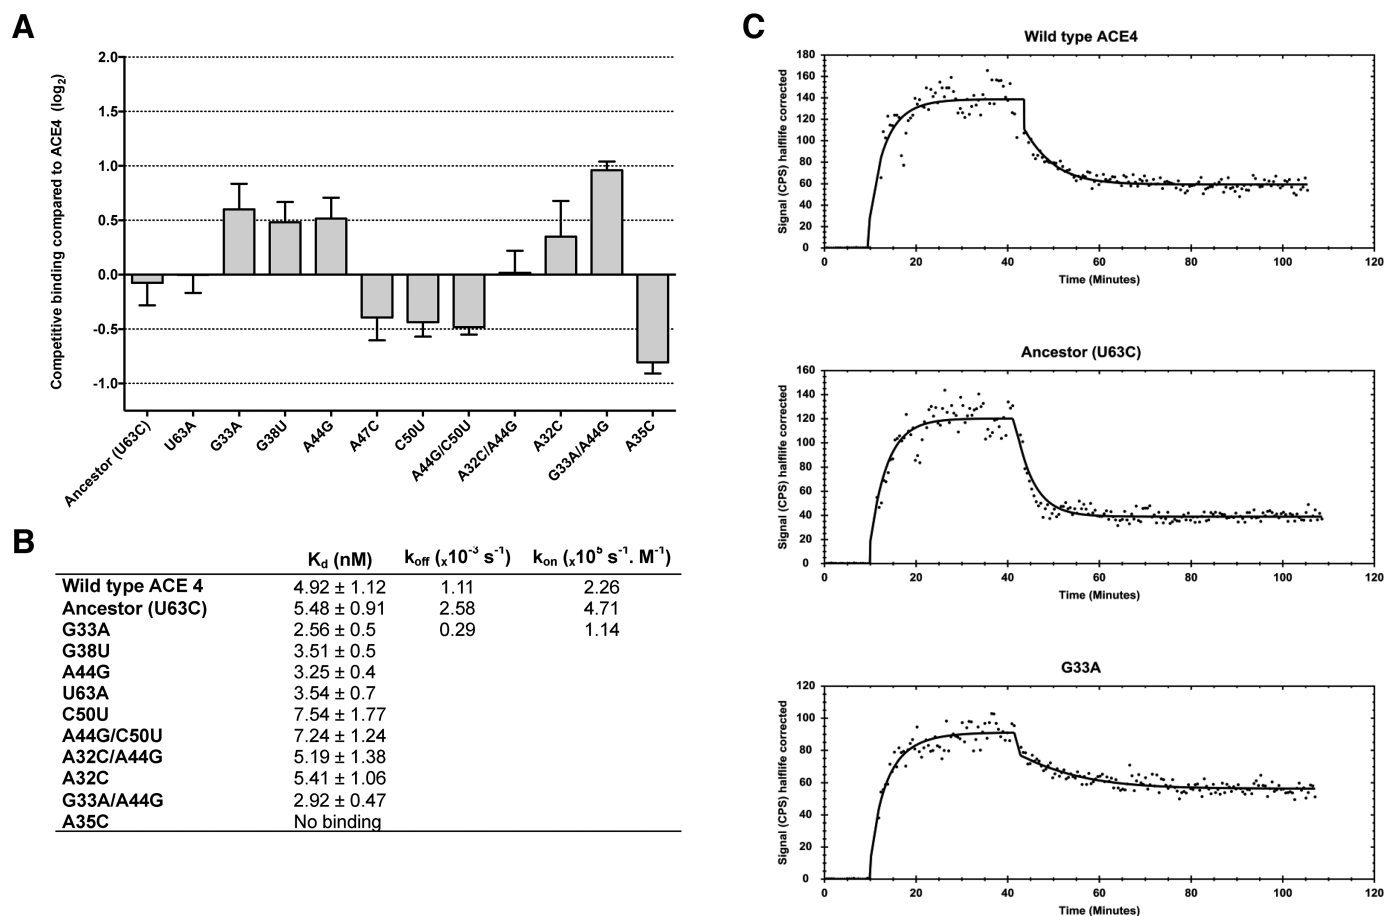 A
Competitive binding compared to ACE4 (log2)
2.0
1.5
1.0
0.5
0.0
-0.5
-1.0
Ancestor (U63C)
U63A
G33A
G38U
A44G
A47C
C50U
A44G/C50U
A32C/A44G
A32C
G33A/A44G
A35C
B
Kd (nM) koff (x10-3 s-1) kon (x105 s-1. M-1)
Wild type ACE 4 4.92 ± 1.12 1.11 2.26
Ancestor (U63C) 5.48 ± 0.91 2.58 4.71
G33A 2.56 ± 0.5 0.29 1.14
G38U 3.51 ± 0.5
A44G 3.25 ± 0.4
U63A 3.54 ± 0.7
C50U 7.54 ± 1.77
A44G/C50U 7.24 ± 1.24
A32C/A44G 5.19 ± 1.38
A32C 5.41 ± 1.06
G33A/A44G 2.92 ± 0.47
A35C No binding
C
Wild type ACE4
Signal (CPS) halflife corrected
180
160
140
120
100
80
60
40
20
0
0 20 40 60 80 100 120
Time (Minutes)
Ancestor (U63C)
Signal (CPS) halflife corrected
160
140
120
100
80
60
40
20
0
0 20 40 60 80 100 120
Time (Minutes)
G33A
Signal (CPS) halflife corrected
120
100
80
60
40
20
0
0 20 40 60 80 100 120
Time (Minutes)